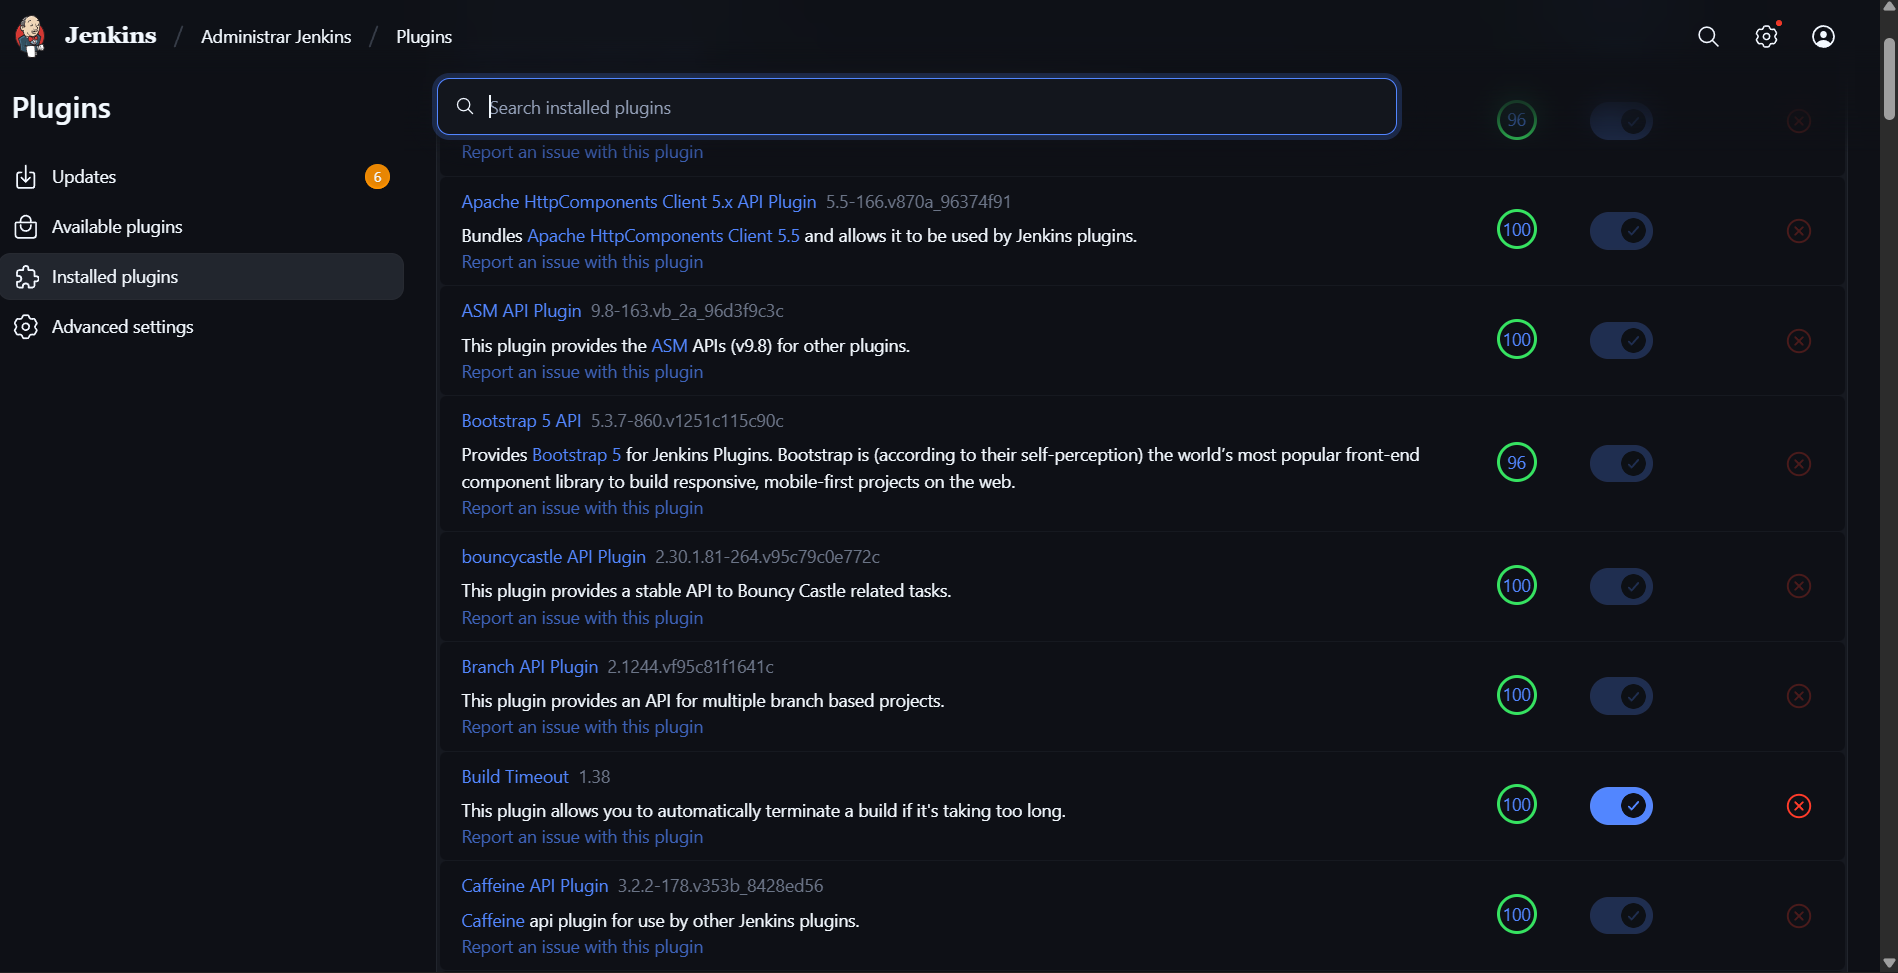 Jenkins / Administrar Jenkins / Plugins
Plugins
Updates 6
Available plugins
Installed plugins
Advanced settings
Search installed plugins
96
Report an issue with this plugin
Apache HttpComponents Client 5.x API Plugin 5.5-166.v870a_96374f91
Bundles Apache HttpComponents Client 5.5 and allows it to be used by Jenkins plugins.
Report an issue with this plugin
100
ASM API Plugin 9.8-163.vb_2a_96d3f9c3c
This plugin provides the ASM APIs (v9.8) for other plugins.
Report an issue with this plugin
100
Bootstrap 5 API 5.3.7-860.v1251c115c90c
Provides Bootstrap 5 for Jenkins Plugins. Bootstrap is (according to their self-perception) the world’s most popular front-end
component library to build responsive, mobile-first projects on the web.
Report an issue with this plugin
96
bouncycastle API Plugin 2.30.1.81-264.v95c79c0e772c
This plugin provides a stable API to Bouncy Castle related tasks.
Report an issue with this plugin
100
Branch API Plugin 2.1244.vf95c81f1641c
This plugin provides an API for multiple branch based projects.
Report an issue with this plugin
100
Build Timeout 1.38
This plugin allows you to automatically terminate a build if it's taking too long.
Report an issue with this plugin
100
Caffeine API Plugin 3.2.2-178.v353b_8428ed56
Caffeine api plugin for use by other Jenkins plugins.
Report an issue with this plugin
100